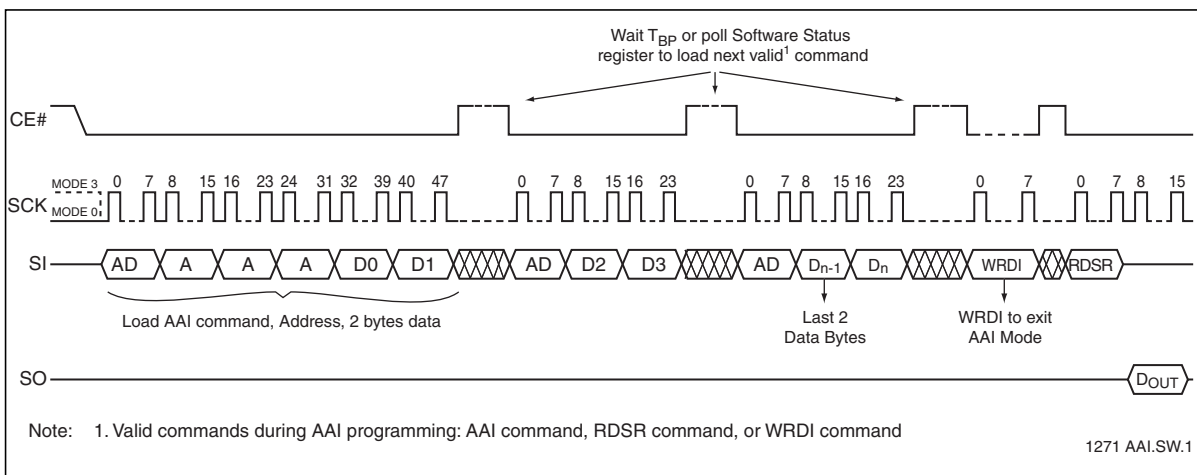 Wait TBP or poll Software Status
register to load next valid1 command
CE#
MODE 3
MODE 0
SCK
0 7 8 15 16 23 24 31 32 39 40 47 0 7 8 15 16 23 0 7 8 15 16 23 0 7 0 7 8 15
SI
AD A A A D0 D1 AD D2 D3 AD Dn-1 Dn WRDI RDSR
Load AAI command, Address, 2 bytes data
Last 2
Data Bytes
WRDI to exit
AAI Mode
SO
DOUT
Note: 1. Valid commands during AAI programming: AAI command, RDSR command, or WRDI command
1271 AAI.SW.1